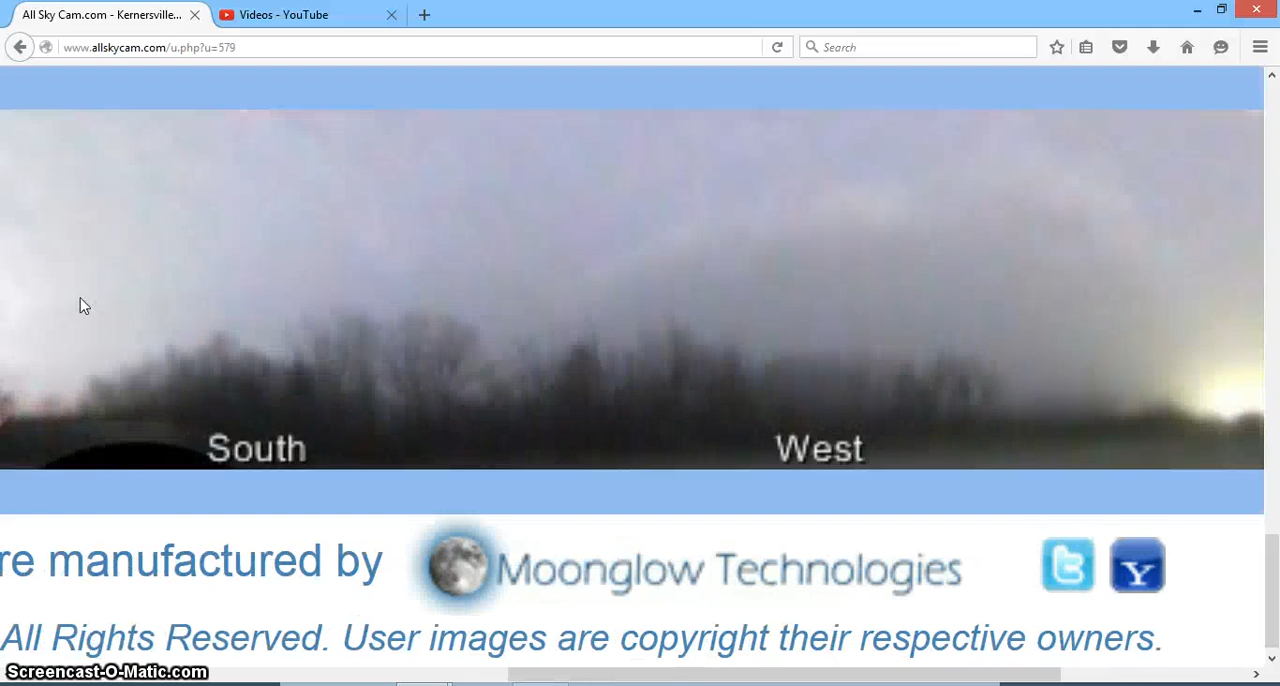 All Sky Cam.com - Kernersville...
Videos - YouTube
www.allskycam.com/u.php?u=579
Search
South
West
re manufactured by
Moonglow Technologies
All Rights Reserved. User images are copyright their respective owners.
Screencast-O-Matic.com